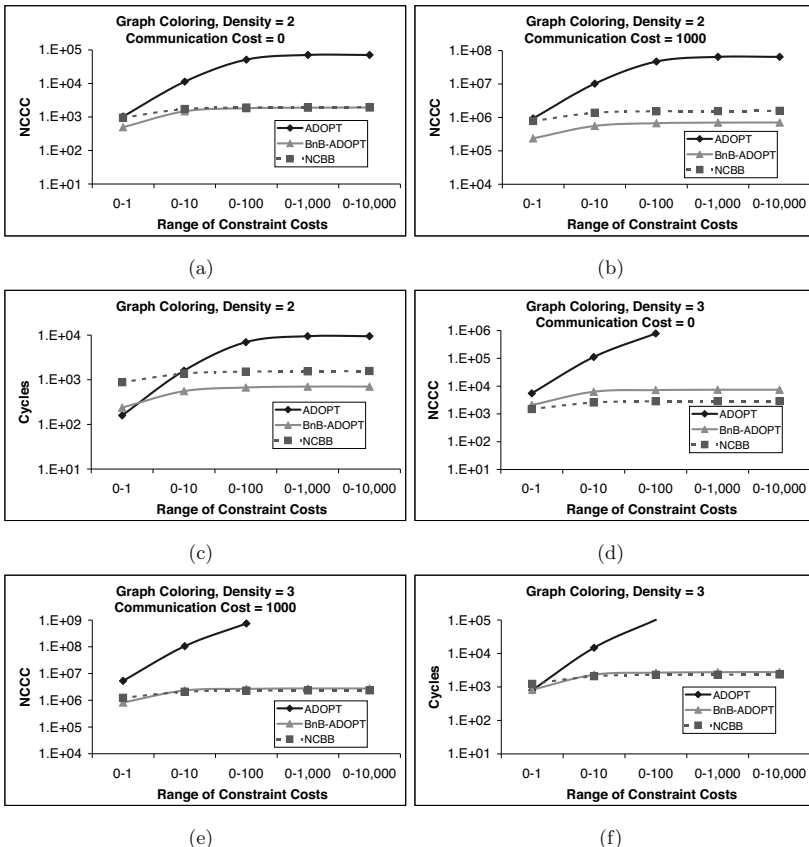 Graph Coloring, Density = 2
Communication Cost = 0
1.E+05
1.E+04
1.E+03
1.E+02
1.E+01
NCCC
ADOPT
BnB-ADOPT
NCBB
0-1 0-10 0-100 0-1,000 0-10,000
Range of Constraint Costs
(a)
Graph Coloring, Density = 2
Communication Cost = 1000
1.E+08
1.E+07
1.E+06
1.E+05
1.E+04
NCCC
ADOPT
BnB-ADOPT
NCBB
0-1 0-10 0-100 0-1,000 0-10,000
Range of Constraint Costs
(b)
Graph Coloring, Density = 2
1.E+04
1.E+03
1.E+02
1.E+01
Cycles
ADOPT
BnB-ADOPT
NCBB
0-1 0-10 0-100 0-1,000 0-10,000
Range of Constraint Costs
(c)
Graph Coloring, Density = 3
Communication Cost = 0
1.E+06
1.E+05
1.E+04
1.E+03
1.E+02
1.E+01
NCCC
ADOPT
BnB-ADOPT
NCBB
0-1 0-10 0-100 0-1,000 0-10,000
Range of Constraint Costs
(d)
Graph Coloring, Density = 3
Communication Cost = 1000
1.E+09
1.E+08
1.E+07
1.E+06
1.E+05
1.E+04
NCCC
ADOPT
BnB-ADOPT
NCBB
0-1 0-10 0-100 0-1,000 0-10,000
Range of Constraint Costs
(e)
Graph Coloring, Density = 3
1.E+05
1.E+04
1.E+03
1.E+02
1.E+01
Cycles
ADOPT
BnB-ADOPT
NCBB
0-1 0-10 0-100 0-1,000 0-10,000
Range of Constraint Costs
(f)